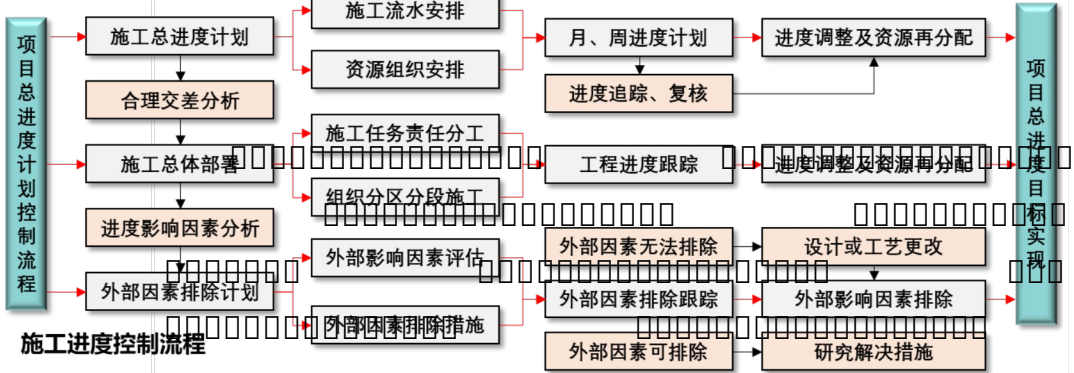 项目总进度计划控制流程
施工总进度计划
合理交差分析
施工总体部署
进度影响因素分析
外部因素排除计划
施工流水安排
资源组织安排
施工任务责任分工
组织分区分段施工
外部影响因素评估
外部因素排除措施
月、周进度计划
进度追踪、复核
工程进度跟踪
外部因素无法排除
外部因素排除跟踪
外部因素可排除
进度调整及资源再分配
进度调整及资源再分配
设计或工艺更改
外部影响因素排除
研究解决措施
项目总进度目标实现
施工进度控制流程